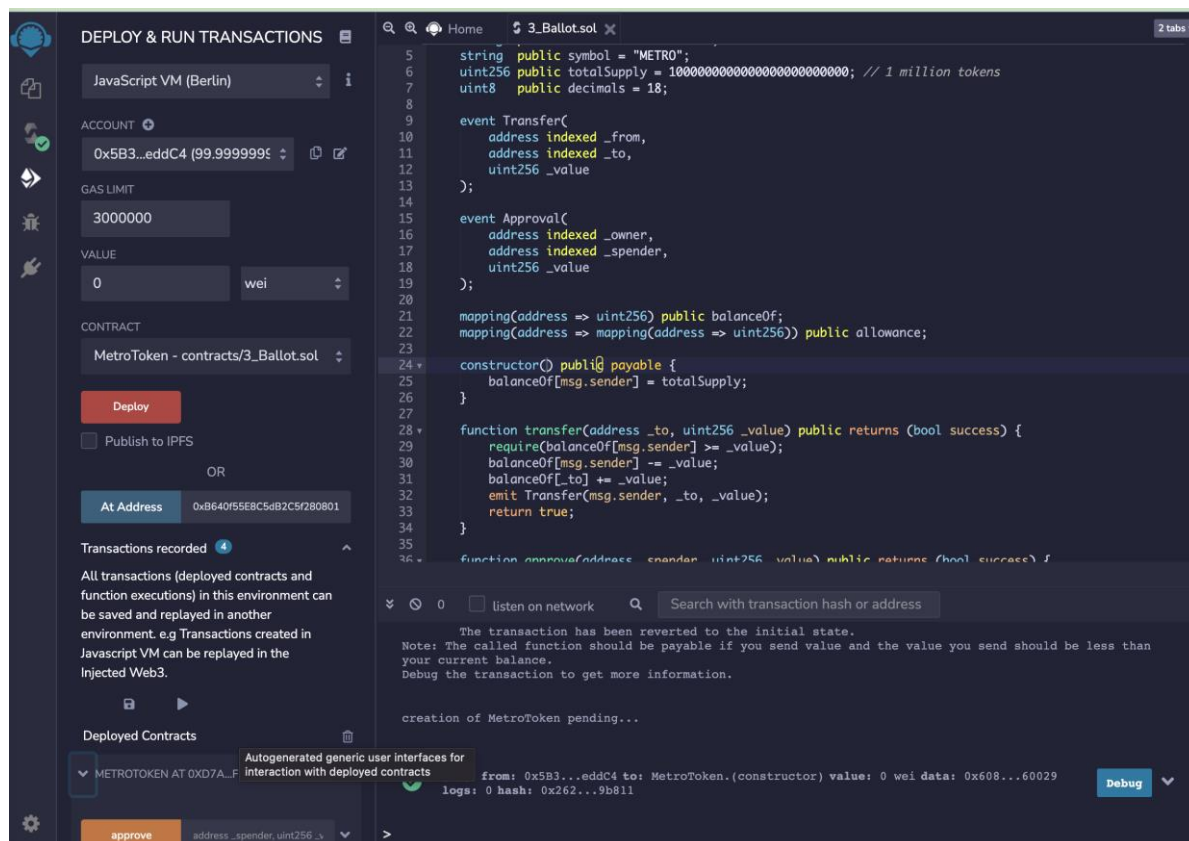 DEPLOY & RUN TRANSACTIONS
JavaScript VM (Berlin)
i
ACCOUNT
0x5B3...eddC4 (99.9999999
GAS LIMIT
3000000
VALUE
0
wei
CONTRACT
MetroToken - contracts/3_Ballot.sol
Deploy
Publish to IPFS
OR
At Address
0xB640f55E8C5dB2C5f280801
Transactions recorded 4
All transactions (deployed contracts and
function executions) in this environment can
be saved and replayed in another
environment. e.g Transactions created in
Javascript VM can be replayed in the
Injected Web3.
Deployed Contracts
METROTOKEN AT 0XD7A...F
Autogenerated generic user interfaces for
interaction with deployed contracts
approve
address _spender, uint256 _v
Home
3_Ballot.sol
2 tabs
5 string public symbol = "METRO";
6 uint256 public totalSupply = 1000000000000000000000000; // 1 million tokens
7 uint8 public decimals = 18;
8
9 event Transfer(
10 address indexed _from,
11 address indexed _to,
12 uint256 _value
13 );
14
15 event Approval(
16 address indexed _owner,
17 address indexed _spender,
18 uint256 _value
19 );
20
21 mapping(address => uint256) public balanceOf;
22 mapping(address => mapping(address => uint256)) public allowance;
23
24 constructor() public payable {
25 balanceOf[msg.sender] = totalSupply;
26 }
27
28 function transfer(address _to, uint256 _value) public returns (bool success) {
29 require(balanceOf[msg.sender] >= _value);
30 balanceOf[msg.sender] -= _value;
31 balanceOf[_to] += _value;
32 emit Transfer(msg.sender, _to, _value);
33 return true;
34 }
35
36 function approve(address _spender, uint256 _value) public returns (bool success) {
0
listen on network
Search with transaction hash or address
The transaction has been reverted to the initial state.
Note: The called function should be payable if you send value and the value you send should be less than
your current balance.
Debug the transaction to get more information.
creation of MetroToken pending...
from: 0x5B3...eddC4 to: MetroToken.(constructor) value: 0 wei data: 0x608...60029
logs: 0 hash: 0x262...9b811
Debug
>